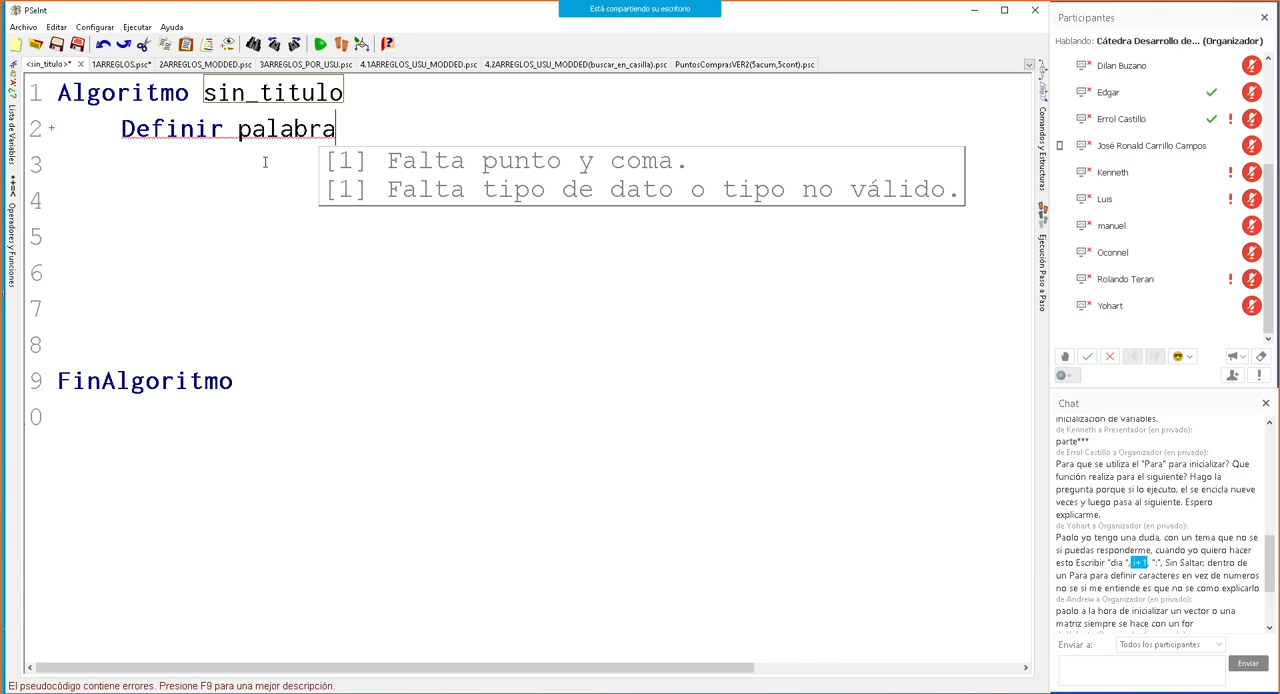 PSeInt
Está compartiendo su escritorio
Archivo Editar Configurar Ejecutar Ayuda
<sin_titulo>* 1ARREGLOS.psc* 2ARREGLOS_MODDED.psc 3ARREGLOS_POR_USU.psc 4.1ARREGLOS_USU_MODDED.psc 4.2ARREGLOS_USU_MODDED(buscar_en_casilla).psc PuntosComprasVER2(5acum,5cont).psc
Lista de Variables
Operadores y Funciones
1 Algoritmo sin_titulo
2 Definir palabra
[1] Falta punto y coma.
[1] Falta tipo de dato o tipo no válido.
3
4
5
6
7
8
9 FinAlgoritmo
0
Comandos y Estructuras
Ejecución Paso a Paso
El pseudocódigo contiene errores. Presione F9 para una mejor descripción.
Participantes
Hablando: Cátedra Desarrollo de... (Organizador)
Dilan Buzano
Edgar
Errol Castillo
José Ronald Carrillo Campos
Kenneth
Luis
manuel
Oconnel
Rolando Teran
Yohart
Chat
inicialización de variables.
de Kenneth a Presentador (en privado):
parte***
de Errol Castillo a Organizador (en privado):
Para que se utiliza el "Para" para inicializar? Que
función realiza para el siguiente? Hago la
pregunta porque si lo ejecuto, el se encicla nueve
veces y luego pasa al siguiente. Espero
explicarme.
de Yohart a Organizador (en privado):
Paolo yo tengo una duda, con un tema que no se
si puedas responderme, cuando yo quiero hacer
esto Escribir "dia ", i+1, ":", Sin Saltar; dentro de
un Para para definir caracteres en vez de numeros
no se si me entiende es que no se como explicarlo
de Andrew a Organizador (en privado):
paolo a la hora de inicializar un vector o una
matriz siempre se hace con un for
Enviar a: Todos los participantes
Enviar